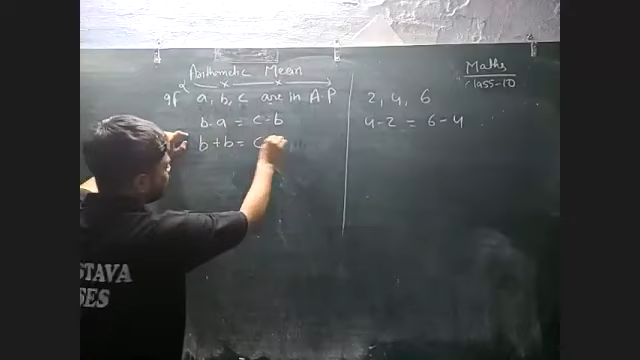 Arithmetic Mean
If a, b, c are in A.P
b - a = c - b
b + b = c
2, 4, 6
4 - 2 = 6 - 4
Maths
Class-10
STAVA
SES